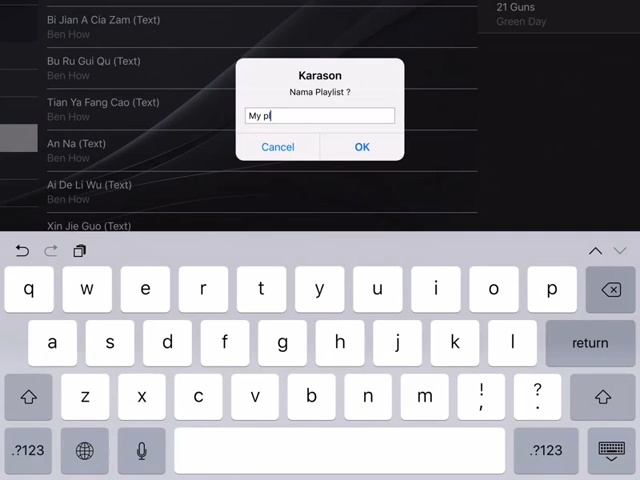 Bi Jian A Cia Zam (Text)
Ben How
Bu Ru Gui Qu (Text)
Ben How
Tian Ya Fang Cao (Text)
Ben How
An Na (Text)
Ben How
Ai De Li Wu (Text)
Ben How
Xin Jie Guo (Text)
21 Guns
Green Day
Karason
Nama Playlist ?
My pl
Cancel
OK
q w e r t y u i o p
a s d f g h j k l return
z x c v b n m ! , ? .
.?123 .?123